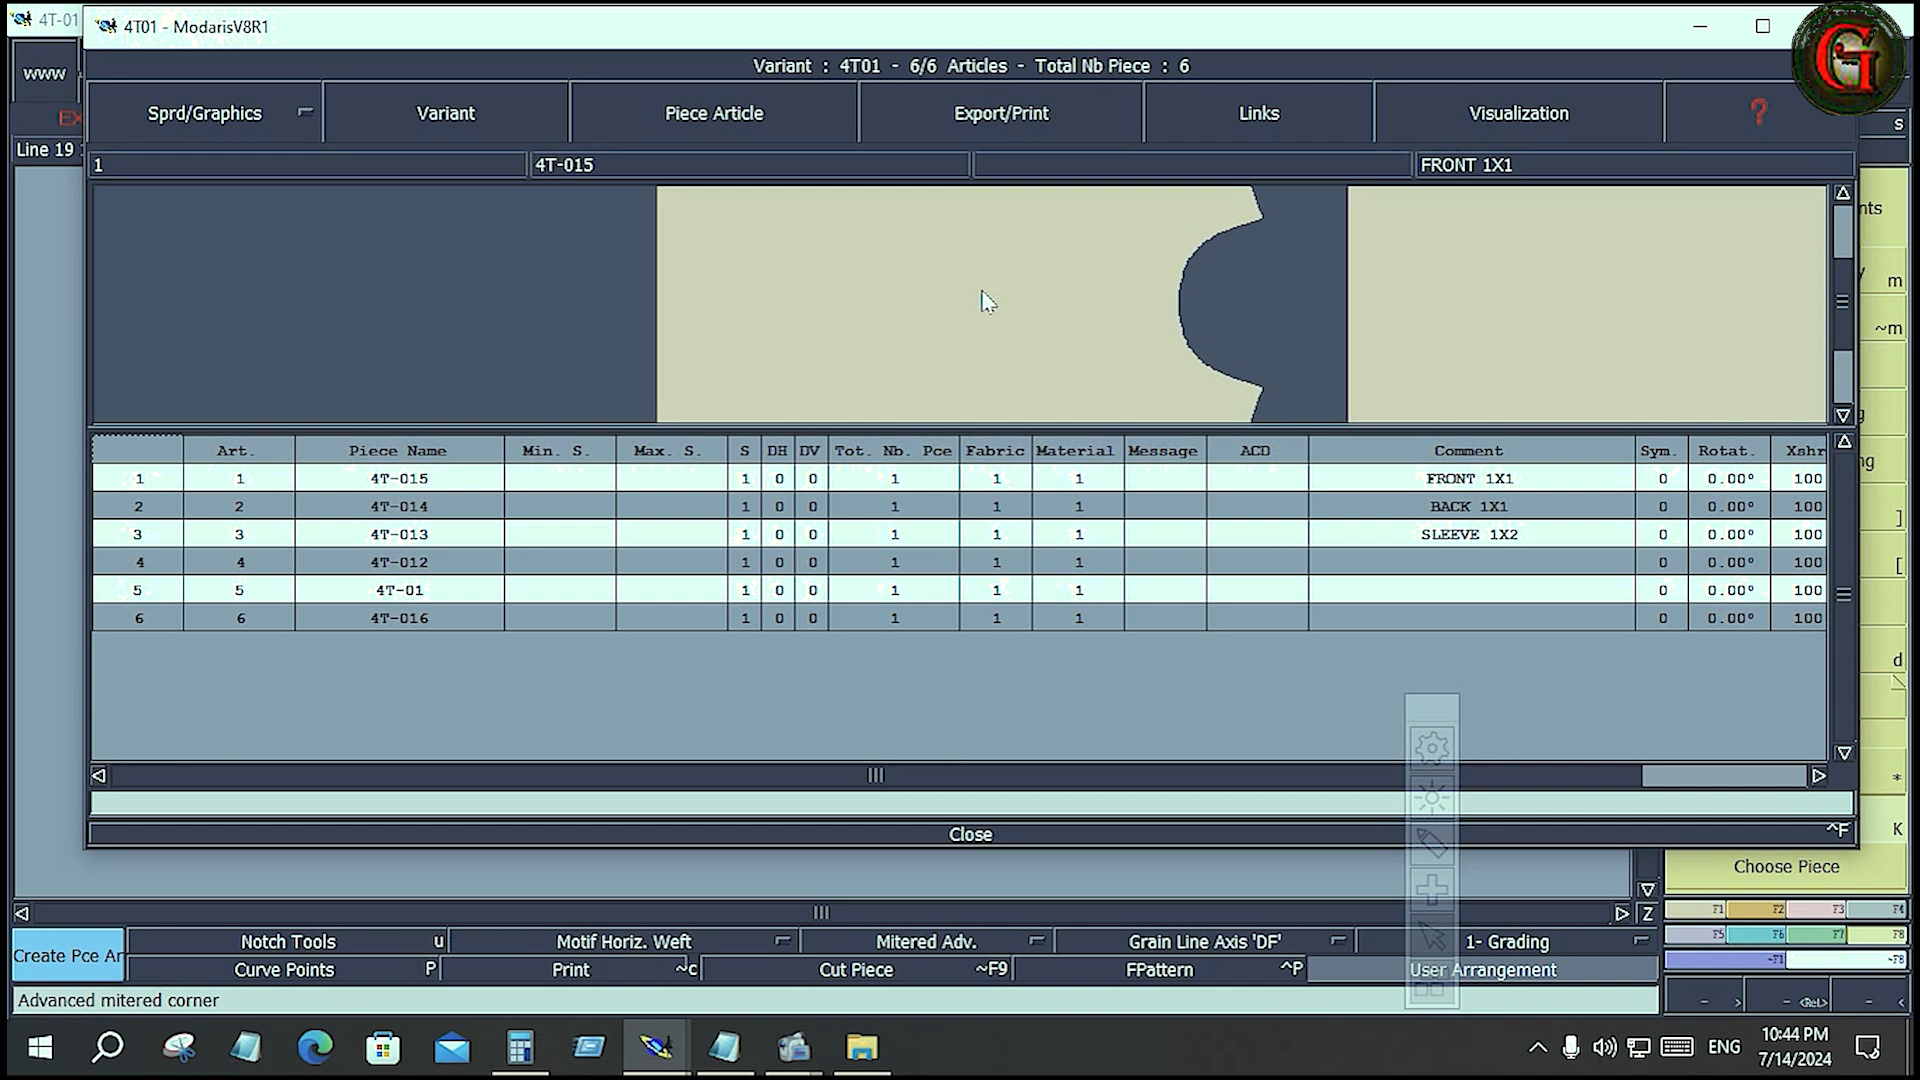 4T-01
4T01 - ModarisV8R1
www
Variant : 4T01 - 6/6 Articles - Total Nb Piece : 6
Sprd/Graphics Variant Piece Article Export/Print Links Visualization ?
G
EX
S
Line 19
1 4T-015 FRONT 1X1
nts
m
~m
Art. Piece Name Min. S. Max. S. S DH DV Tot. Nb. Pce Fabric Material Message ACD Comment Sym. Rotat. Xshr
1 1 4T-015 1 0 0 1 1 1 FRONT 1X1 0 0.00° 100
2 2 4T-014 1 0 0 1 1 1 BACK 1X1 0 0.00° 100
3 3 4T-013 1 0 0 1 1 1 SLEEVE 1X2 0 0.00° 100
4 4 4T-012 1 0 0 1 1 1 0 0.00° 100
5 5 4T-01 1 0 0 1 1 1 0 0.00° 100
6 6 4T-016 1 0 0 1 1 1 0 0.00° 100
ng
]
[
d
*
Close ^F
K
Choose Piece
Z
F1 F2 F3 F4
F5 F6 F7 F8
~F1 ~F8
Create Pce Ar
Notch Tools u Motif Horiz. Weft Mitered Adv. Grain Line Axis 'DF' 1- Grading
Curve Points P Print ~c Cut Piece ~F9 FPattern ^P User Arrangement
Advanced mitered corner
- > - <Rel> - <
ENG
10:44 PM
7/14/2024